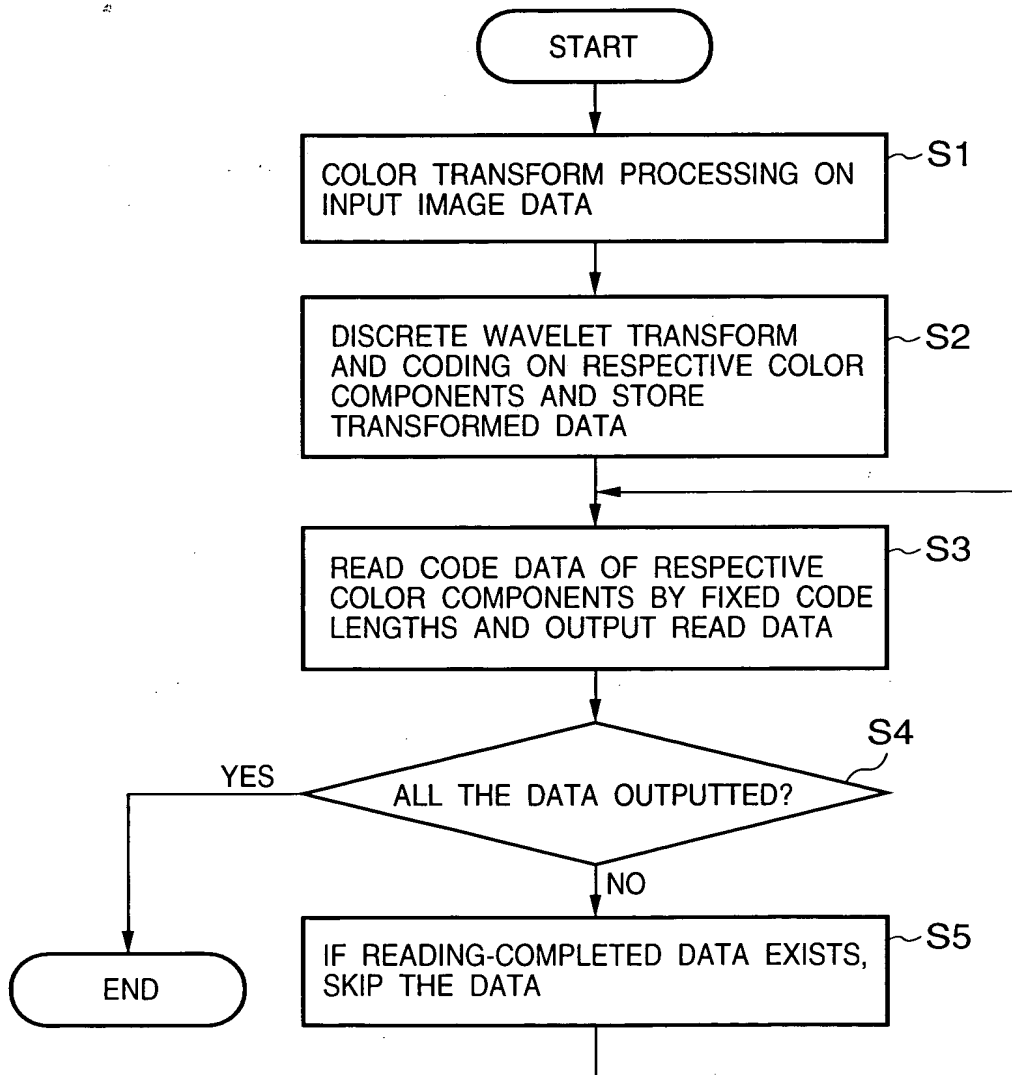 START
S1
COLOR TRANSFORM PROCESSING ON
INPUT IMAGE DATA
S2
DISCRETE WAVELET TRANSFORM
AND CODING ON RESPECTIVE COLOR
COMPONENTS AND STORE
TRANSFORMED DATA
S3
READ CODE DATA OF RESPECTIVE
COLOR COMPONENTS BY FIXED CODE
LENGTHS AND OUTPUT READ DATA
S4
YES
ALL THE DATA OUTPUTTED?
NO
S5
IF READING-COMPLETED DATA EXISTS,
SKIP THE DATA
END